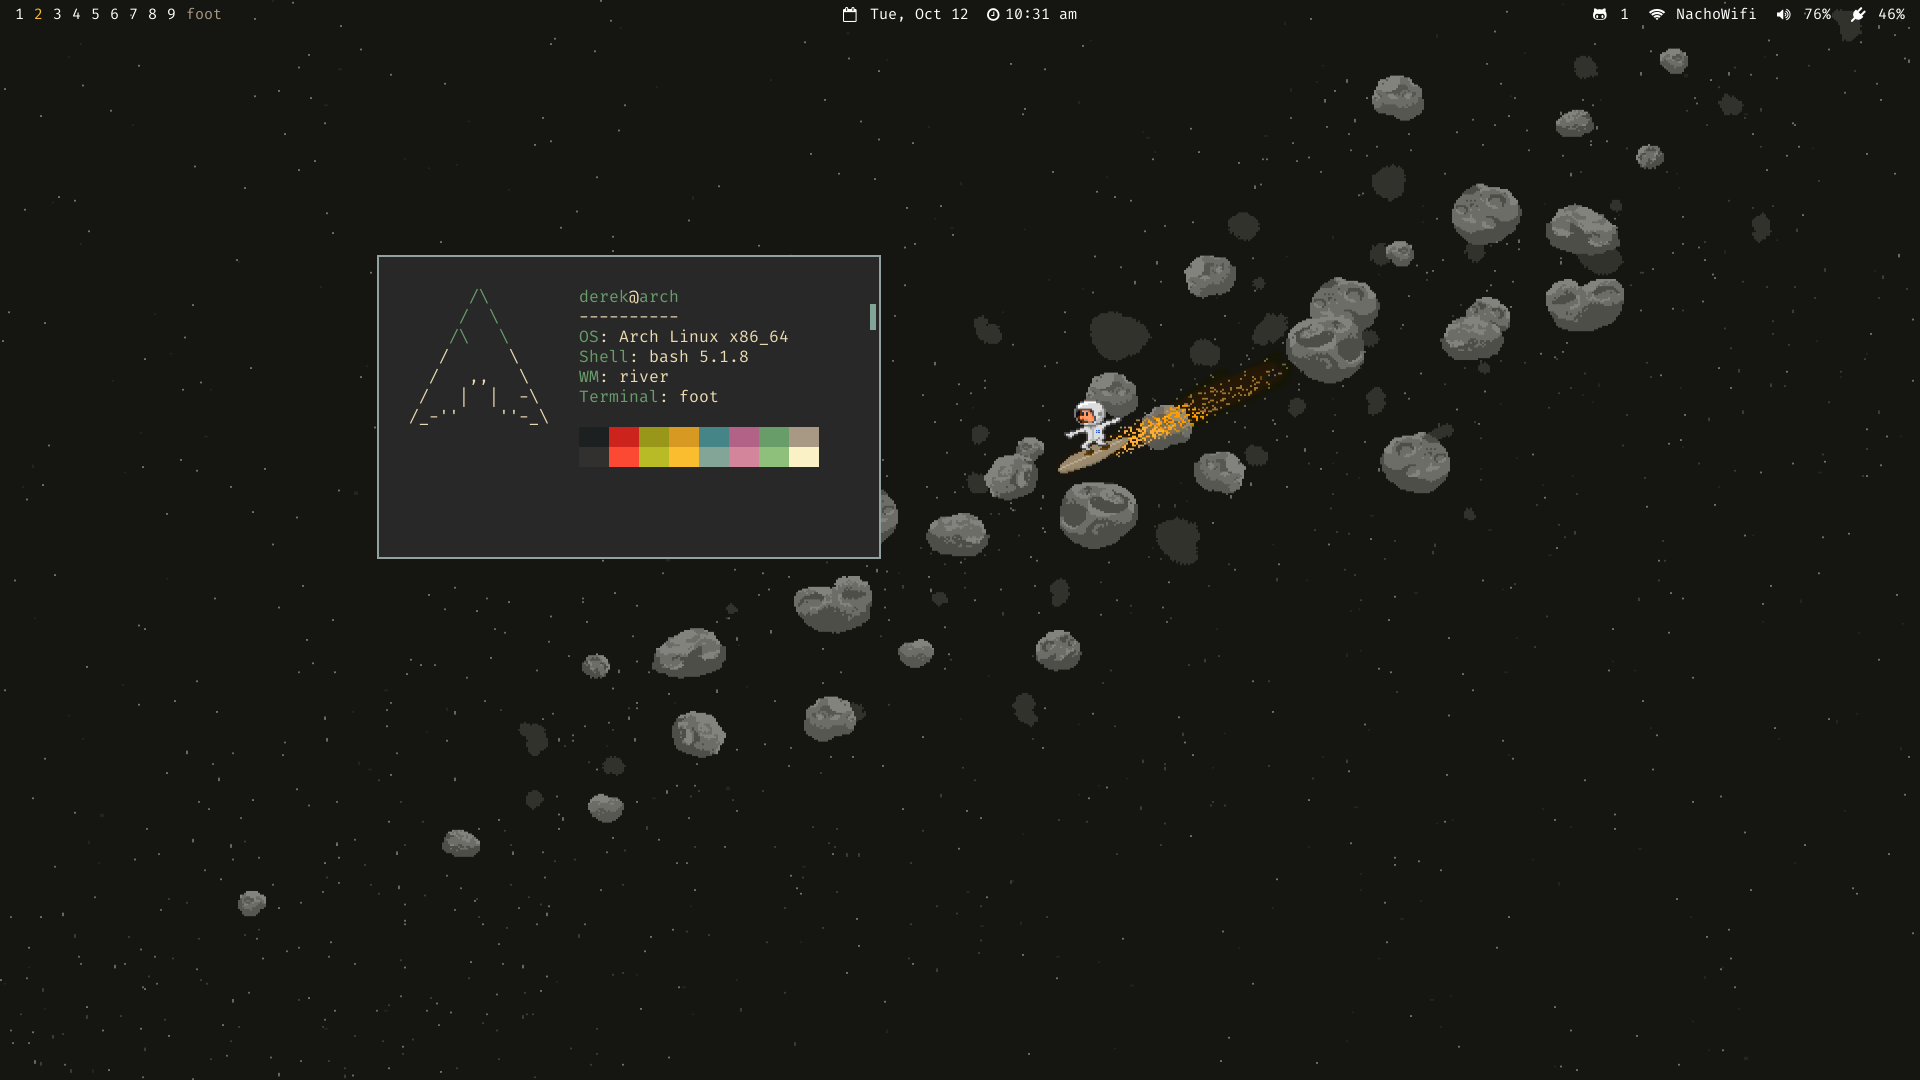 1 2 3 4 5 6 7 8 9 foot
Tue, Oct 12 10:31 am
1 NachoWifi 76% 46%
derek@arch
----------
OS: Arch Linux x86_64
Shell: bash 5.1.8
WM: river
Terminal: foot